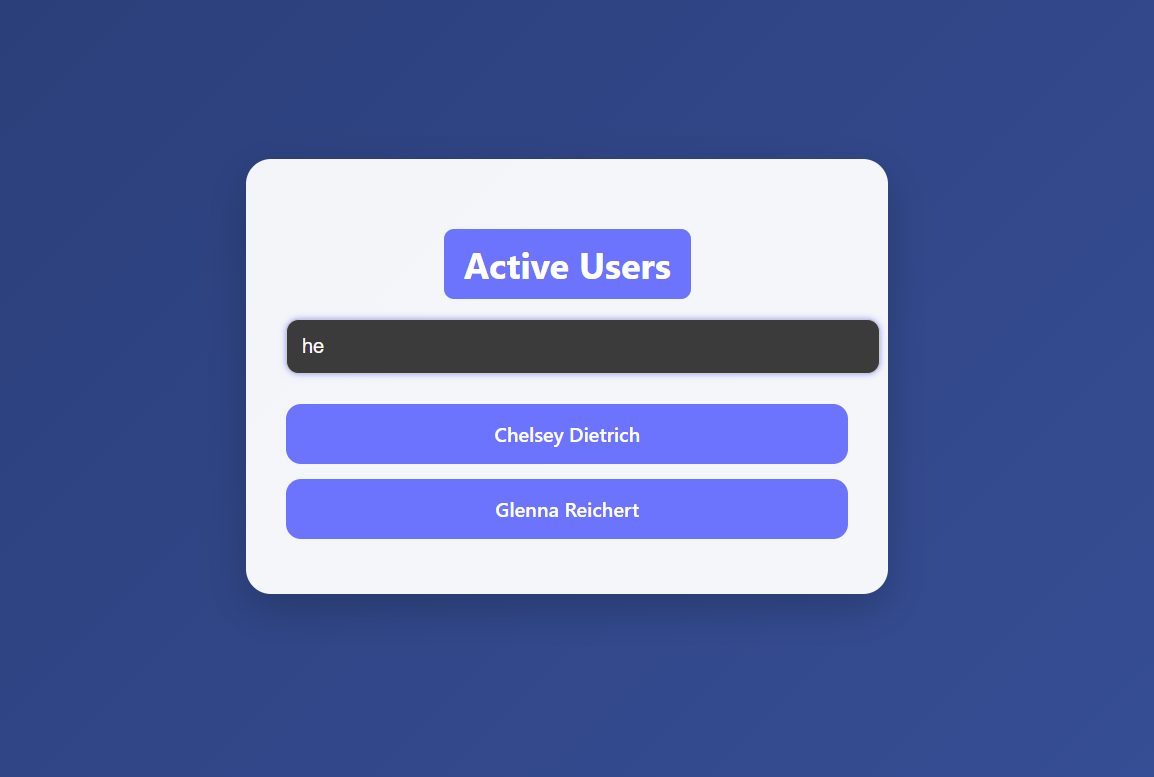 Active Users
he
Chelsey Dietrich
Glenna Reichert